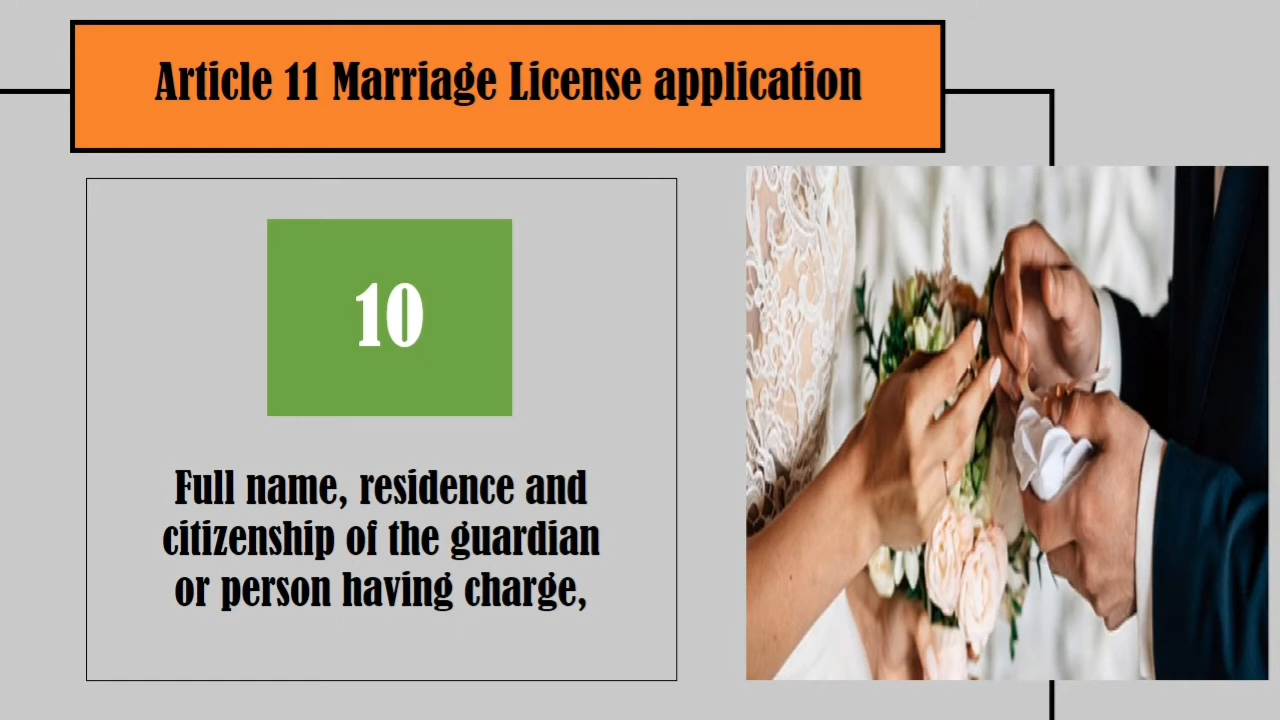 Article 11 Marriage License application
10
Full name, residence and
citizenship of the guardian
or person having charge,